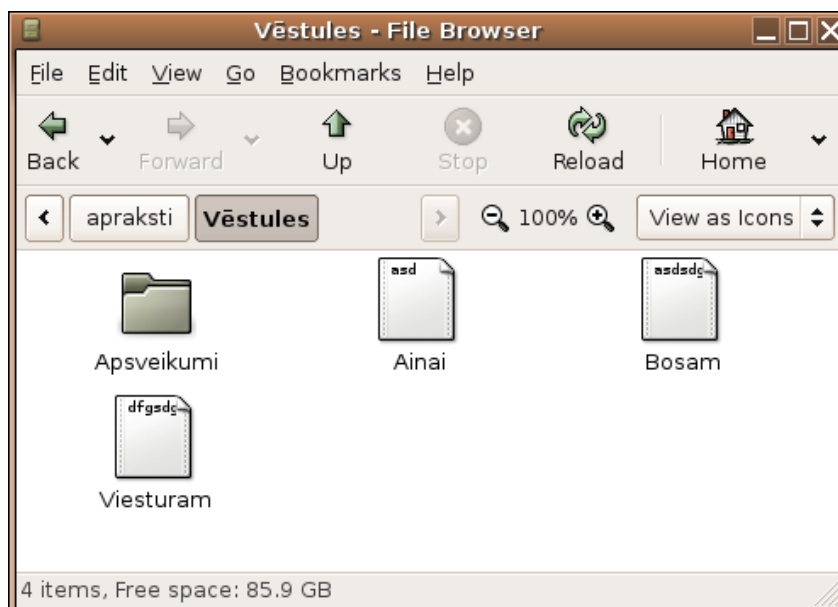 Vēstules - File Browser
File Edit View Go Bookmarks Help
Back Forward Up Stop Reload Home
apraksti Vēstules 100% View as Icons
asd asdsdg
Apsveikumi Ainai Bosam
dfgsdg
Viesturam
4 items, Free space: 85.9 GB